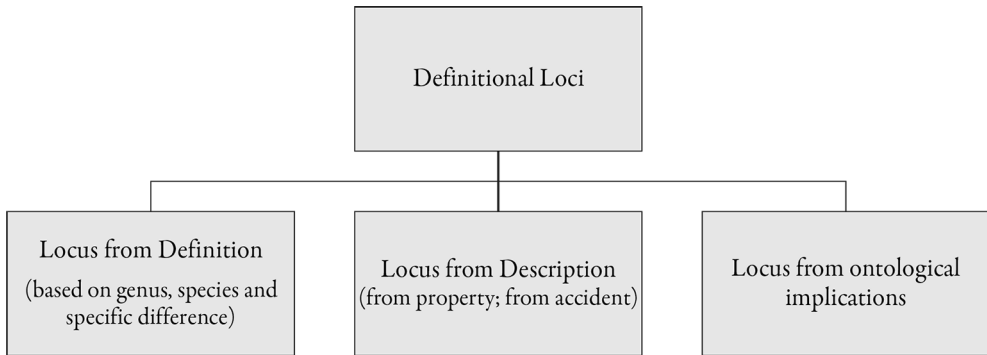 Definitional Loci
Locus from Definition
(based on genus, species and
specific difference)
Locus from Description
(from property; from accident)
Locus from ontological
implications